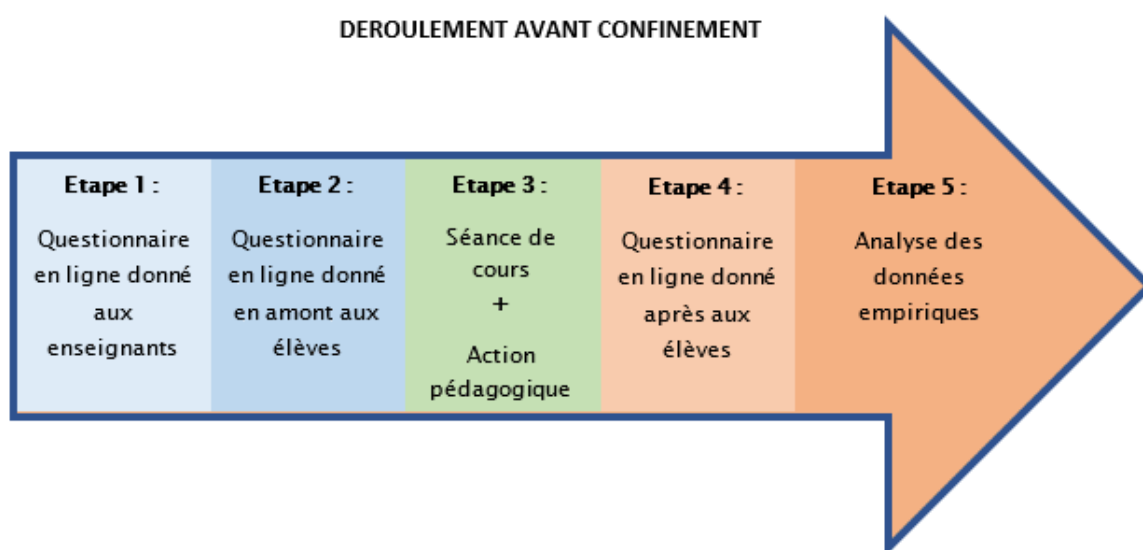 DEROULEMENT AVANT CONFINEMENT
Etape 1 :
Questionnaire
en ligne donné
aux
enseignants
Etape 2 :
Questionnaire
en ligne donné
en amont aux
élèves
Etape 3 :
Séance de
cours
+
Action
pédagogique
Etape 4 :
Questionnaire
en ligne donné
après aux
élèves
Etape 5 :
Analyse des
données
empiriques